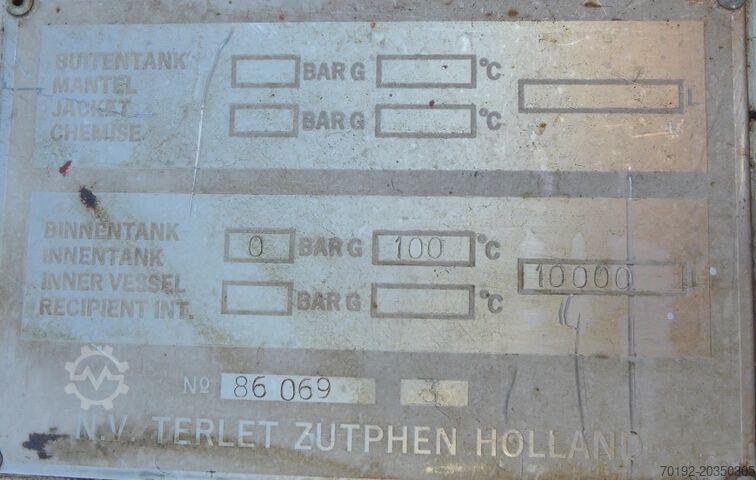 BUITENTANK BAR G °C
MANTEL L
JACKET BAR G °C
CHEMISE
BINNENTANK 0 BAR G 100 °C
INNENTANK 10000 L
INNER VESSEL BAR G °C
RECIPIENT INT.
No 86 069 3
N.V. TERLET ZUTPHEN HOLLAND
70192-20350305